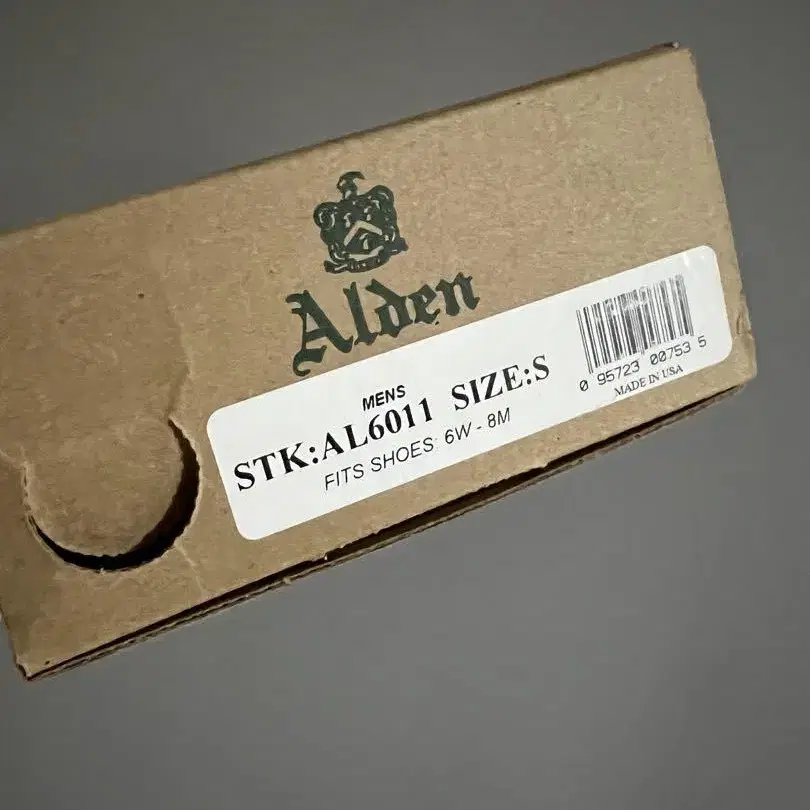 Alden
MENS
STK:AL6011 SIZE:S
FITS SHOES: 6W - 8M
0 95723 00753 5
MADE IN USA